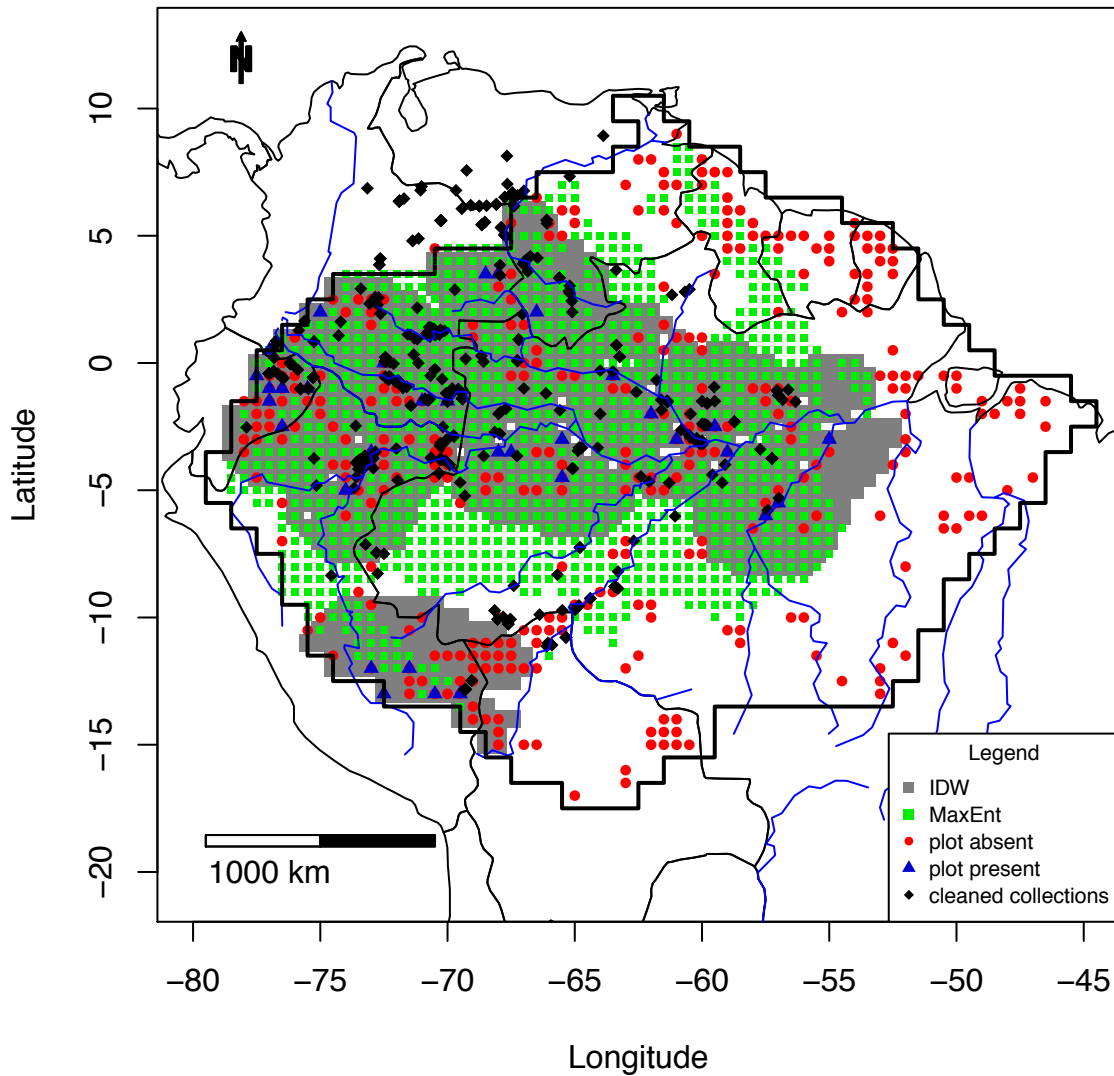 N
10
5
0
−5
−10
−15
−20
Latitude
1000 km
Legend
IDW
MaxEnt
plot absent
plot present
cleaned collections
−80 −75 −70 −65 −60 −55 −50 −45
Longitude